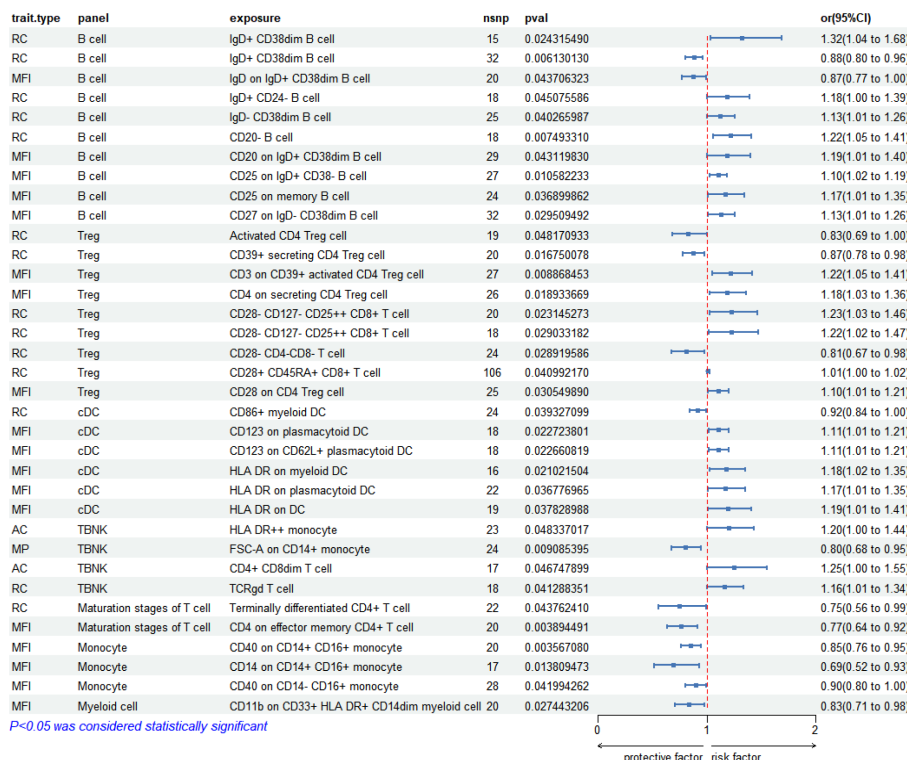 trait.type panel exposure nsnp pval or(95%CI)
RC B cell IgD+ CD38dim B cell 15 0.024315490 1.32(1.04 to 1.68)
RC B cell IgD+ CD38dim B cell 32 0.006130130 0.88(0.80 to 0.96)
MFI B cell IgD on IgD+ CD38dim B cell 20 0.043706323 0.87(0.77 to 1.00)
RC B cell IgD+ CD24- B cell 18 0.045075586 1.18(1.00 to 1.39)
RC B cell IgD- CD38dim B cell 25 0.040265987 1.13(1.01 to 1.26)
RC B cell CD20- B cell 18 0.007493310 1.22(1.05 to 1.41)
MFI B cell CD20 on IgD+ CD38dim B cell 29 0.043119830 1.19(1.01 to 1.40)
MFI B cell CD25 on IgD+ CD38- B cell 27 0.010582233 1.10(1.02 to 1.19)
MFI B cell CD25 on memory B cell 24 0.036899862 1.17(1.01 to 1.35)
MFI B cell CD27 on IgD- CD38dim B cell 32 0.029509492 1.13(1.01 to 1.26)
RC Treg Activated CD4 Treg cell 19 0.048170933 0.83(0.69 to 1.00)
RC Treg CD39+ secreting CD4 Treg cell 20 0.016750078 0.87(0.78 to 0.98)
MFI Treg CD3 on CD39+ activated CD4 Treg cell 27 0.008868453 1.22(1.05 to 1.41)
MFI Treg CD4 on secreting CD4 Treg cell 26 0.018933669 1.18(1.03 to 1.36)
RC Treg CD28- CD127- CD25++ CD8+ T cell 20 0.023145273 1.23(1.03 to 1.46)
RC Treg CD28- CD127- CD25++ CD8+ T cell 18 0.029033182 1.22(1.02 to 1.47)
RC Treg CD28- CD4-CD8- T cell 24 0.028919586 0.81(0.67 to 0.98)
RC Treg CD28+ CD45RA+ CD8+ T cell 106 0.040992170 1.01(1.00 to 1.02)
MFI Treg CD28 on CD4 Treg cell 25 0.030549890 1.10(1.01 to 1.21)
RC cDC CD86+ myeloid DC 24 0.039327099 0.92(0.84 to 1.00)
MFI cDC CD123 on plasmacytoid DC 18 0.022723801 1.11(1.01 to 1.21)
MFI cDC CD123 on CD62L+ plasmacytoid DC 18 0.022660819 1.11(1.01 to 1.21)
MFI cDC HLA DR on myeloid DC 16 0.021021504 1.18(1.02 to 1.35)
MFI cDC HLA DR on plasmacytoid DC 22 0.036776965 1.17(1.01 to 1.35)
MFI cDC HLA DR on DC 19 0.037828988 1.19(1.01 to 1.41)
AC TBNK HLA DR++ monocyte 23 0.048337017 1.20(1.00 to 1.44)
MP TBNK FSC-A on CD14+ monocyte 24 0.009085395 0.80(0.68 to 0.95)
AC TBNK CD4+ CD8dim T cell 17 0.046747899 1.25(1.00 to 1.55)
RC TBNK TCRgd T cell 18 0.041288351 1.16(1.01 to 1.34)
RC Maturation stages of T cell Terminally differentiated CD4+ T cell 22 0.043762410 0.75(0.56 to 0.99)
MFI Maturation stages of T cell CD4 on effector memory CD4+ T cell 20 0.003894491 0.77(0.64 to 0.92)
MFI Monocyte CD40 on CD14+ CD16+ monocyte 20 0.003567080 0.85(0.76 to 0.95)
MFI Monocyte CD14 on CD14+ CD16+ monocyte 17 0.013809473 0.69(0.52 to 0.93)
MFI Monocyte CD40 on CD14- CD16+ monocyte 28 0.041994262 0.90(0.80 to 1.00)
MFI Myeloid cell CD11b on CD33+ HLA DR+ CD14dim myeloid cell 20 0.027443206 0.83(0.71 to 0.98)
P<0.05 was considered statistically significant
0 1 2
protective factor risk factor